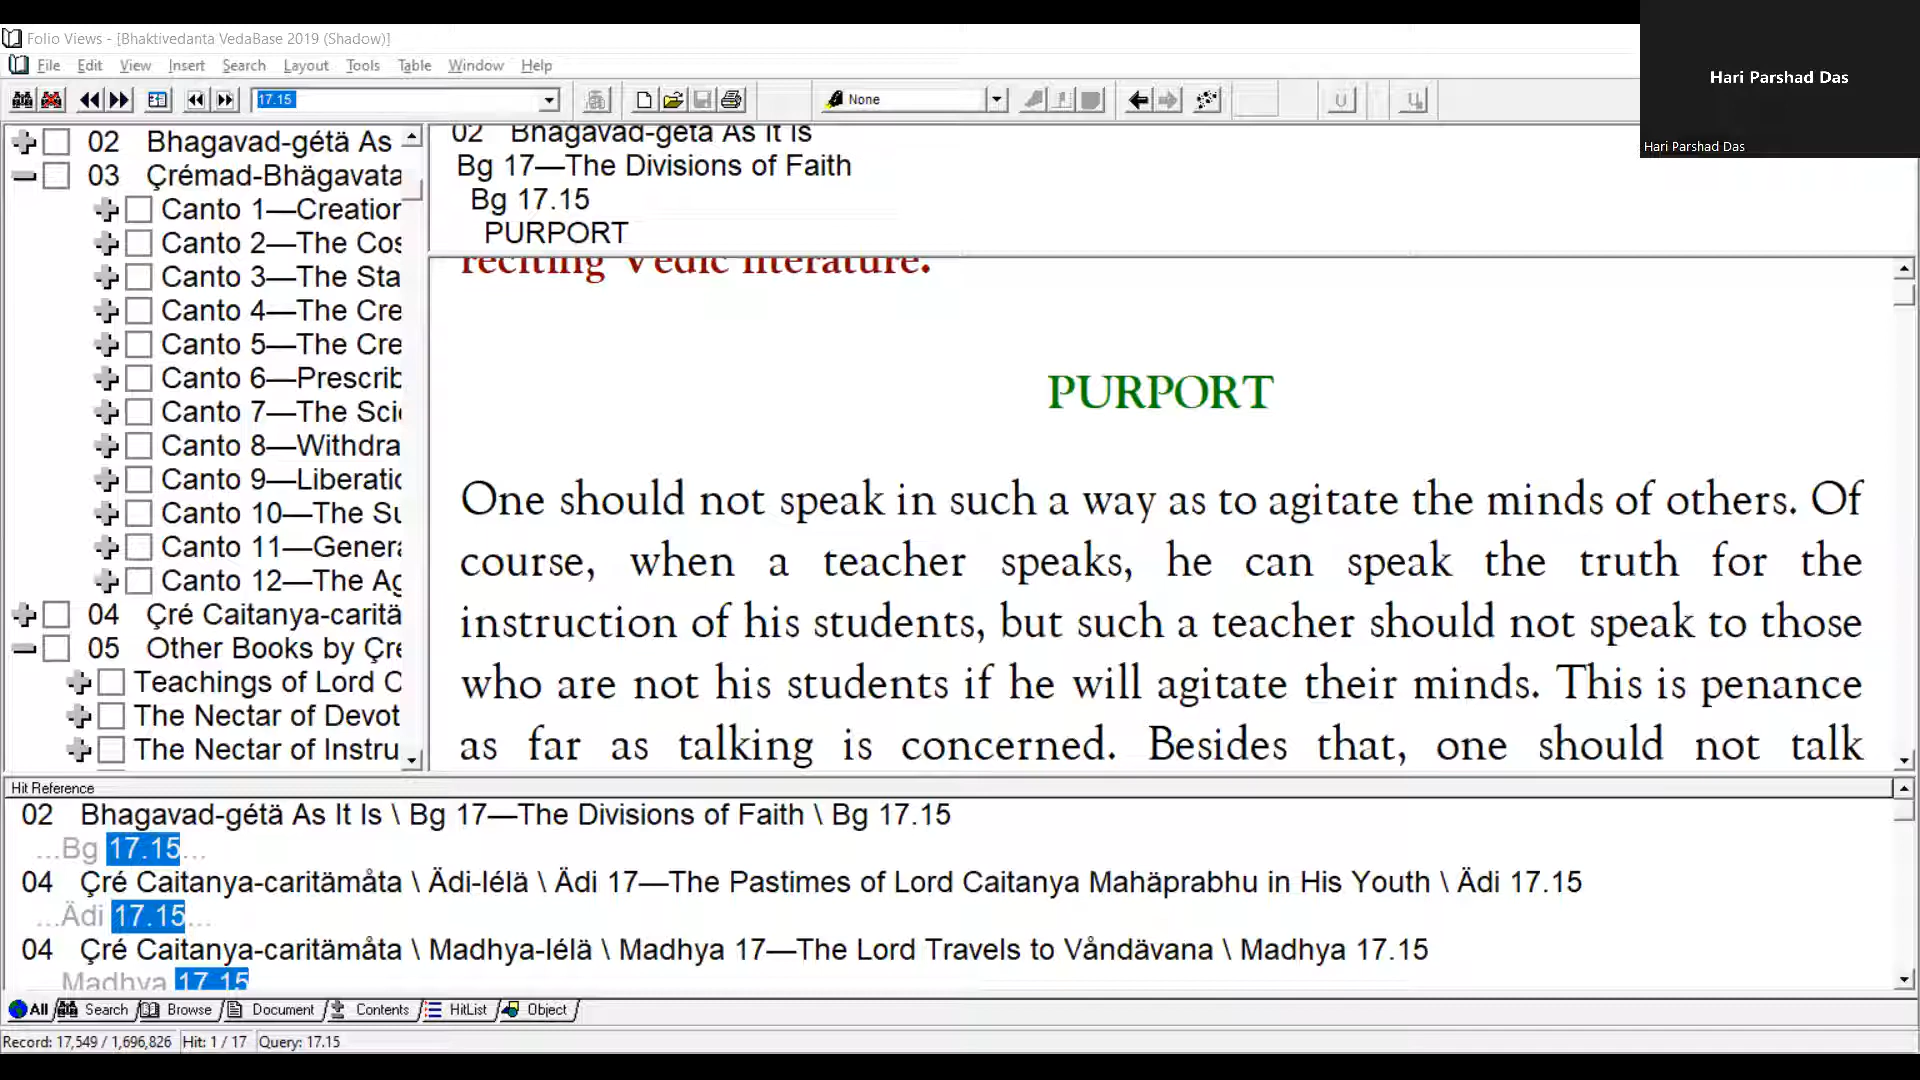 Folio Views - [Bhaktivedanta VedaBase 2019 (Shadow)]
File Edit View Insert Search Layout Tools Table Window Help
17.15
None
Hari Parshad Das
Hari Parshad Das
02 Bhagavad-gétä As
03 Çrémad-Bhägavata
Canto 1—Creation
Canto 2—The Cos
Canto 3—The Sta
Canto 4—The Cre
Canto 5—The Cre
Canto 6—Prescrib
Canto 7—The Scie
Canto 8—Withdra
Canto 9—Liberatio
Canto 10—The Su
Canto 11—Genera
Canto 12—The Ag
04 Çré Caitanya-caritä
05 Other Books by Çré
Teachings of Lord C
The Nectar of Devot
The Nectar of Instru
02 Bhagavad-gétä As It Is
Bg 17—The Divisions of Faith
Bg 17.15
PURPORT
reciting Vedic literature.
PURPORT
One should not speak in such a way as to agitate the minds of others. Of
course, when a teacher speaks, he can speak the truth for the
instruction of his students, but such a teacher should not speak to those
who are not his students if he will agitate their minds. This is penance
as far as talking is concerned. Besides that, one should not talk
Hit Reference
02 Bhagavad-gétä As It Is \ Bg 17—The Divisions of Faith \ Bg 17.15
...Bg 17.15...
04 Çré Caitanya-caritämåta \ Ädi-lélä \ Ädi 17—The Pastimes of Lord Caitanya Mahäprabhu in His Youth \ Ädi 17.15
...Ädi 17.15...
04 Çré Caitanya-caritämåta \ Madhya-lélä \ Madhya 17—The Lord Travels to Våndävana \ Madhya 17.15
Madhya 17.15
All Search Browse Document Contents HitList Object
Record: 17,549 / 1,696,826 Hit: 1 / 17 Query: 17.15